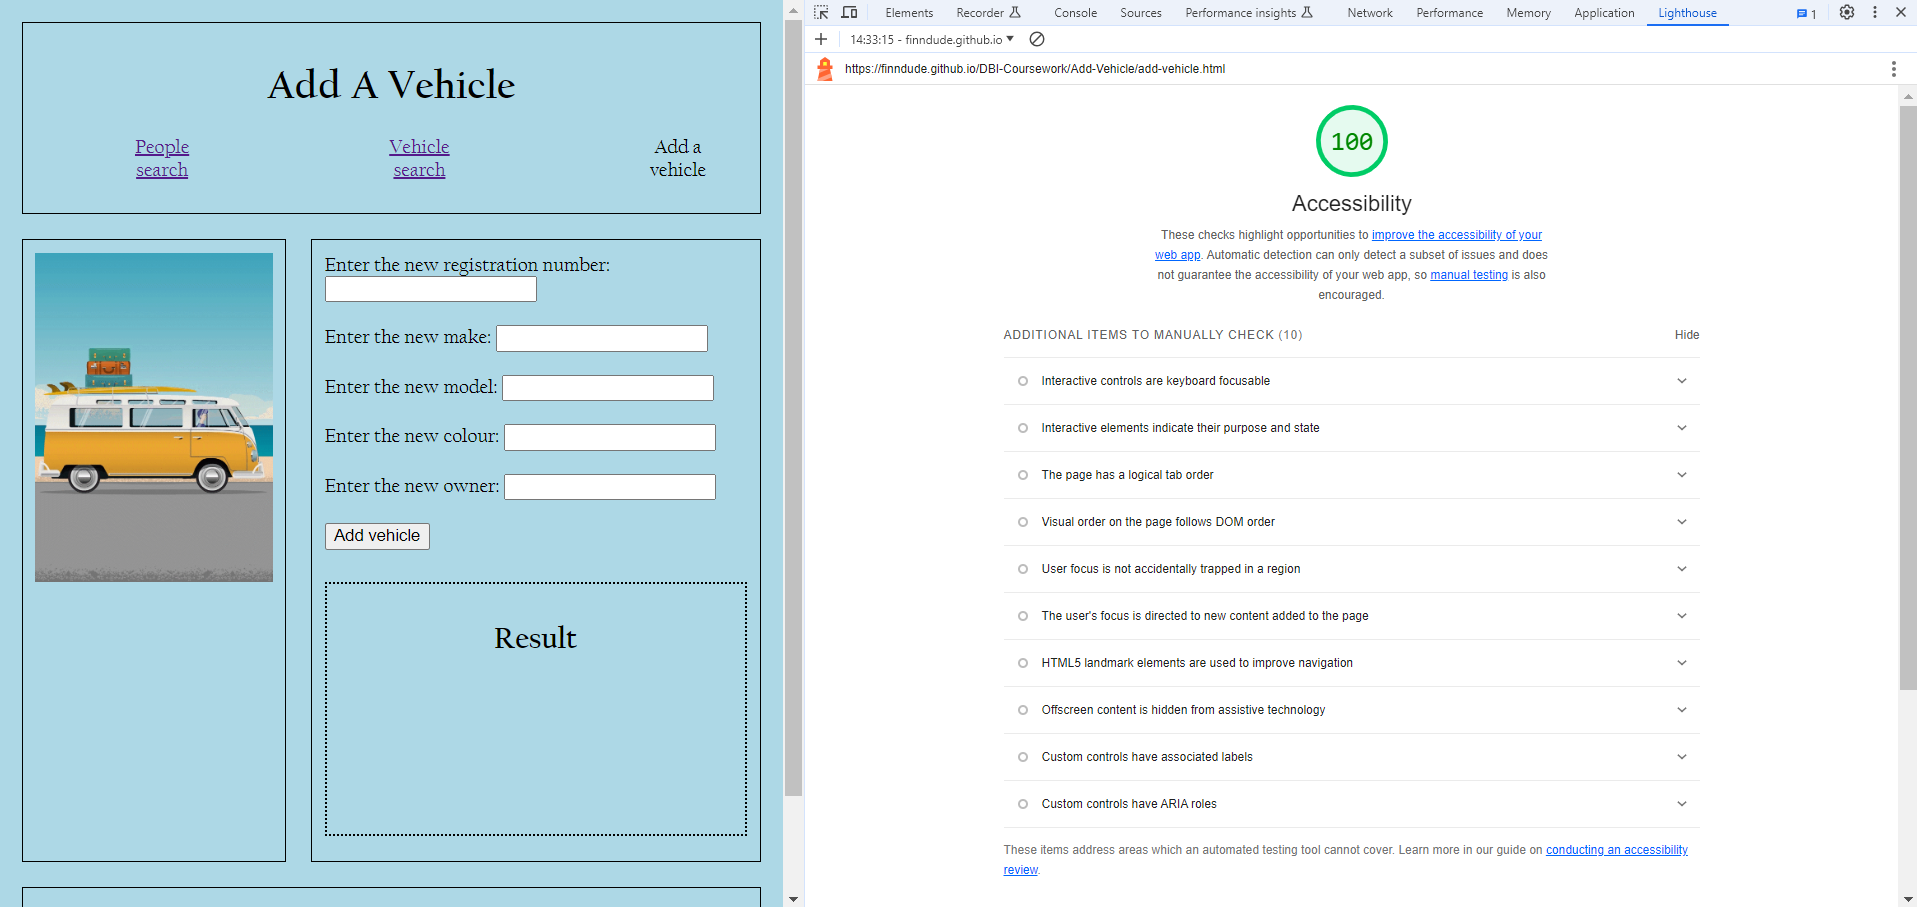 Add A Vehicle
People
search
Vehicle
search
Add a
vehicle
Enter the new registration number:
Enter the new make:
Enter the new model:
Enter the new colour:
Enter the new owner:
Add vehicle
Result
Elements Recorder Console Sources Performance insights Network Performance Memory Application Lighthouse 1
14:33:15 - finndude.github.io
https://finndude.github.io/DBI-Coursework/Add-Vehicle/add-vehicle.html
100
Accessibility
These checks highlight opportunities to improve the accessibility of your
web app. Automatic detection can only detect a subset of issues and does
not guarantee the accessibility of your web app, so manual testing is also
encouraged.
ADDITIONAL ITEMS TO MANUALLY CHECK (10) Hide
Interactive controls are keyboard focusable
Interactive elements indicate their purpose and state
The page has a logical tab order
Visual order on the page follows DOM order
User focus is not accidentally trapped in a region
The user's focus is directed to new content added to the page
HTML5 landmark elements are used to improve navigation
Offscreen content is hidden from assistive technology
Custom controls have associated labels
Custom controls have ARIA roles
These items address areas which an automated testing tool cannot cover. Learn more in our guide on conducting an accessibility
review.